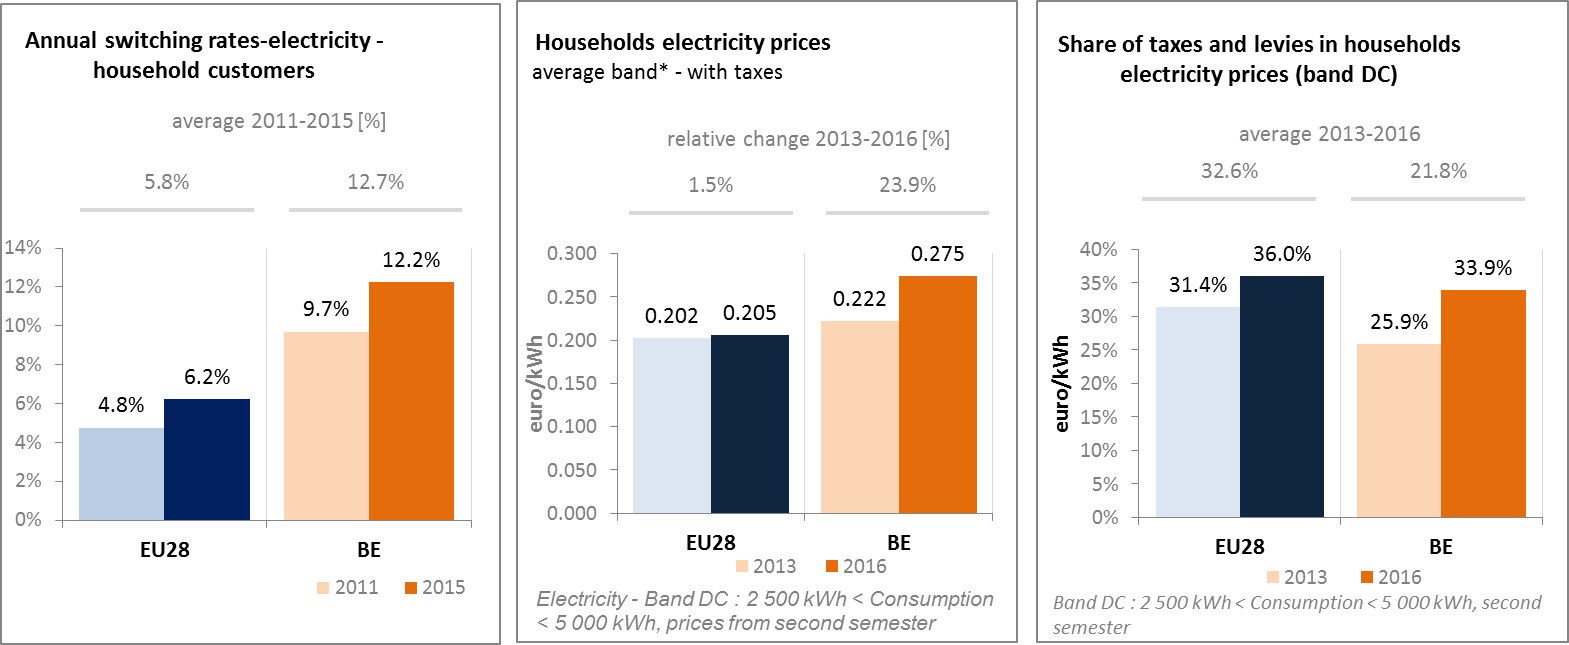 Annual switching rates-electricity -
household customers
average 2011-2015 [%]
5.8% 12.7%
14%
12%
10%
8%
6%
4%
2%
0%
4.8%
6.2%
9.7%
12.2%
EU28 BE
2011 2015
Households electricity prices
average band* - with taxes
relative change 2013-2016 [%]
1.5% 23.9%
euro/kWh
0.300
0.250
0.200
0.150
0.100
0.050
0.000
0.202
0.205
0.222
0.275
EU28 BE
2013 2016
Electricity - Band DC : 2 500 kWh < Consumption
< 5 000 kWh, prices from second semester
Share of taxes and levies in households
electricity prices (band DC)
average 2013-2016
32.6% 21.8%
euro/kWh
40%
35%
30%
25%
20%
15%
10%
5%
0%
31.4%
36.0%
25.9%
33.9%
EU28 BE
2013 2016
Band DC : 2 500 kWh < Consumption < 5 000 kWh, second
semester